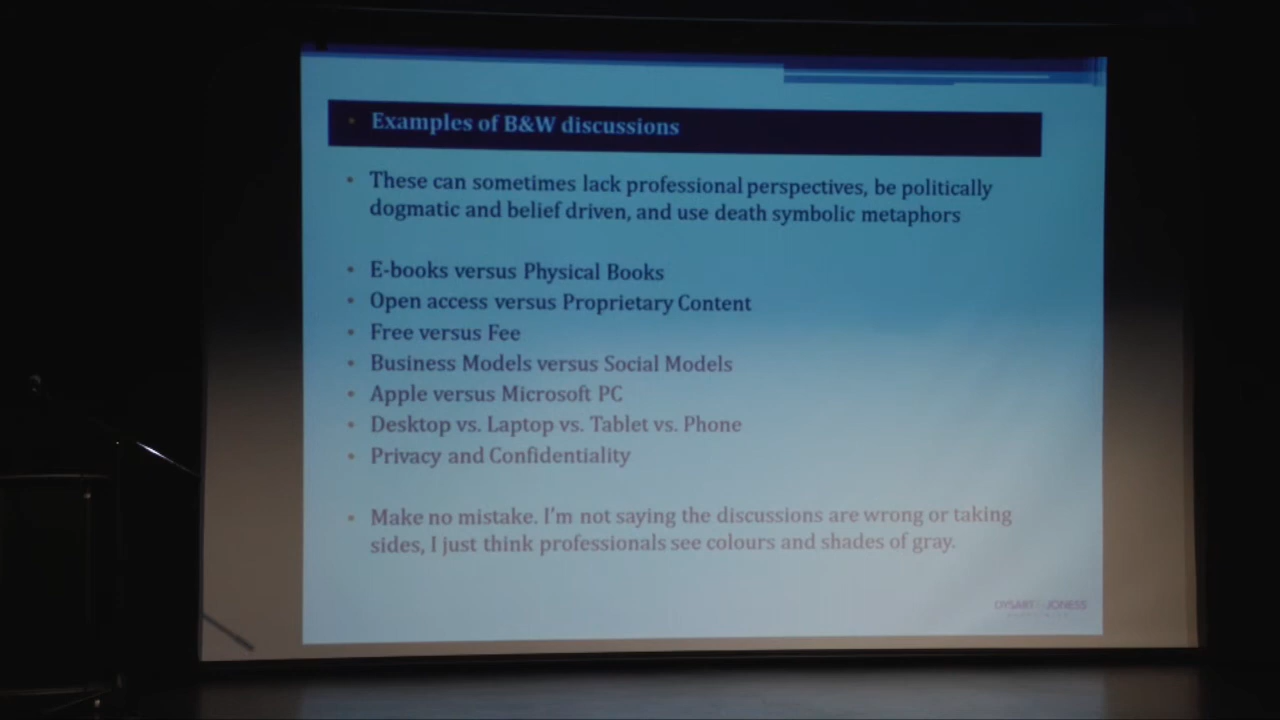 Examples of B&W discussions
These can sometimes lack professional perspectives, be politically
dogmatic and belief driven, and use death symbolic metaphors
E-books versus Physical Books
Open access versus Proprietary Content
Free versus Fee
Business Models versus Social Models
Apple versus Microsoft PC
Desktop vs. Laptop vs. Tablet vs. Phone
Privacy and Confidentiality
Make no mistake. I'm not saying the discussions are wrong or taking
sides, I just think professionals see colours and shades of gray.
DYSART JONES